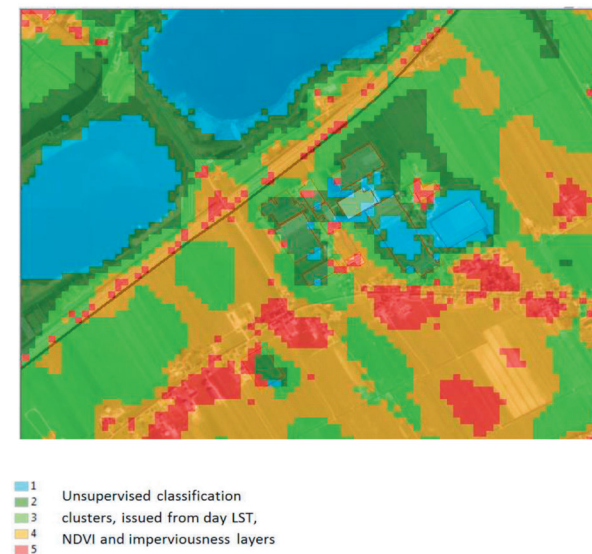 1
2 Unsupervised classification
3 clusters, issued from day LST,
4 NDVI and imperviousness layers
5